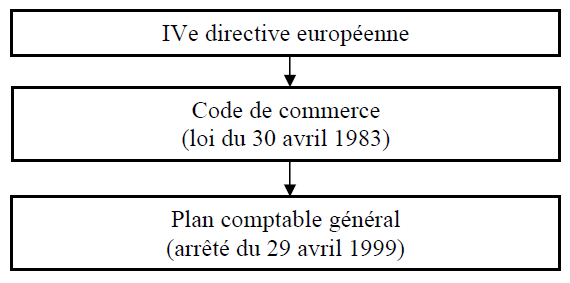 IVe directive européenne
Code de commerce
(loi du 30 avril 1983)
Plan comptable général
(arrêté du 29 avril 1999)